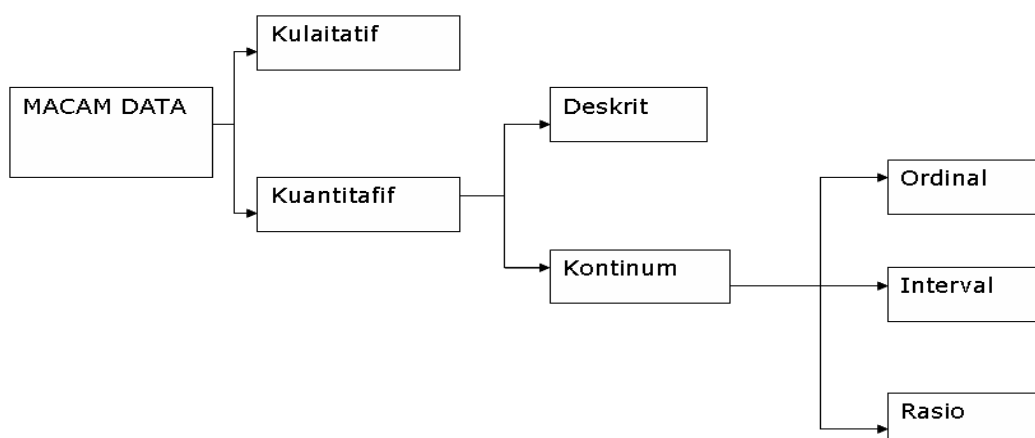 MACAM DATA
Kulaitatif
Kuantitafif
Deskrit
Kontinum
Ordinal
Interval
Rasio